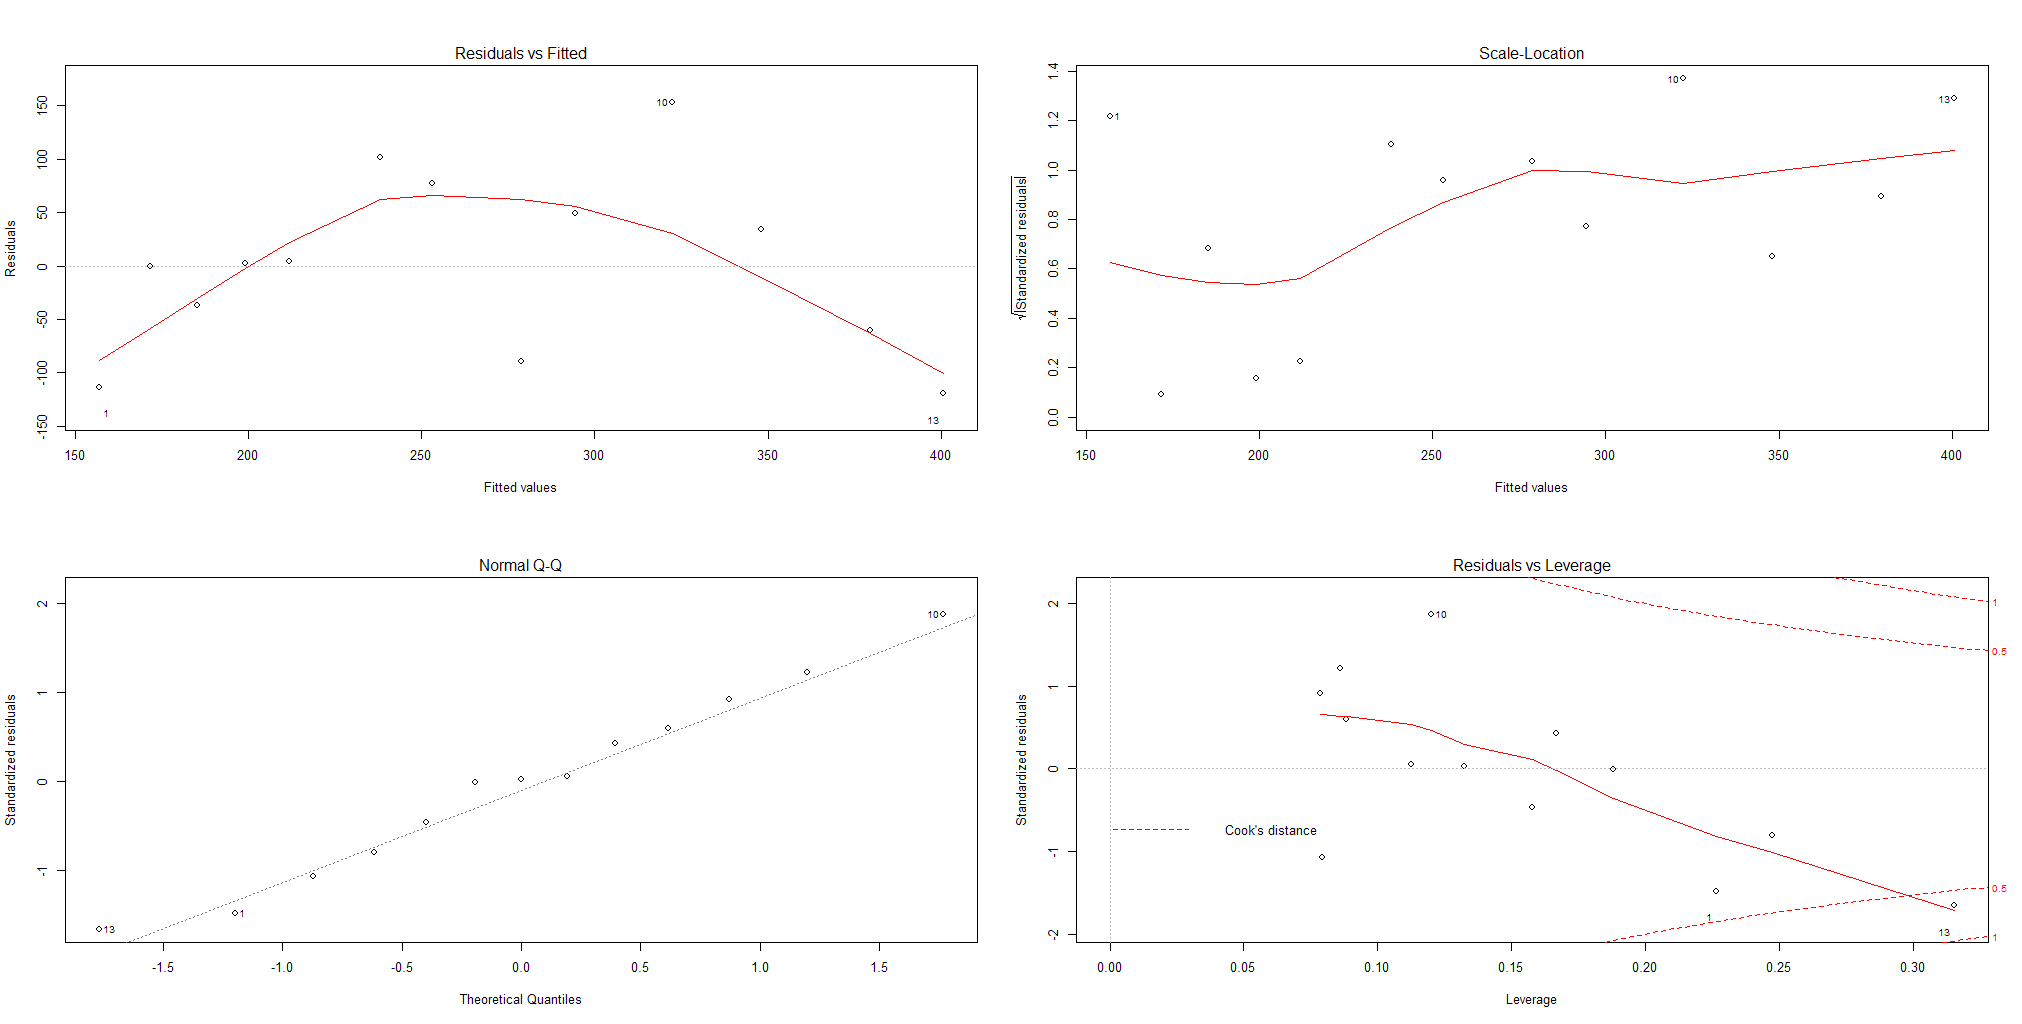 Residuals vs Fitted
Residuals
150
100
50
0
-50
-100
-150
10
1
13
150 200 250 300 350 400
Fitted values
Scale-Location
√|Standardized residuals|
1.4
1.2
1.0
0.8
0.6
0.4
0.2
0.0
10
13
1
150 200 250 300 350 400
Fitted values
Normal Q-Q
Standardized residuals
2
1
0
-1
10
1
13
-1.5 -1.0 -0.5 0.0 0.5 1.0 1.5
Theoretical Quantiles
Residuals vs Leverage
Standardized residuals
2
1
0
-1
-2
10
1
0.5
Cook's distance
0.5
1
13
1
0.00 0.05 0.10 0.15 0.20 0.25 0.30
Leverage